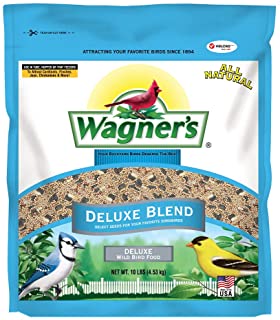 ATTRACTING YOUR FAVORITE BIRDS SINCE 1894
ALL NATURAL
Wagner's®
DELUXE BLEND
SELECT SEEDS FOR YOUR FAVORITE SONGBIRDS
DELUXE
WILD BIRD FOOD
NET WT. 10 LBS (4.53 KG)
U.S.A.